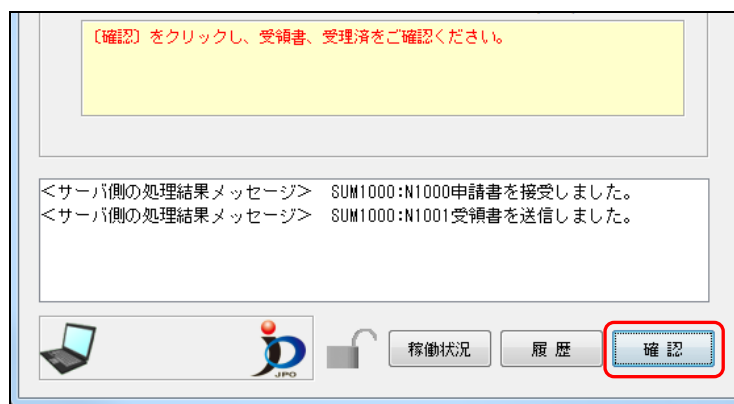 〔確認〕をクリックし、受領書、受理済をご確認ください。
＜サーバ側の処理結果メッセージ＞　SUM1000:N1000申請書を接受しました。
＜サーバ側の処理結果メッセージ＞　SUM1000:N1001受領書を送信しました。
JPO
稼働状況
履 歴
確 認